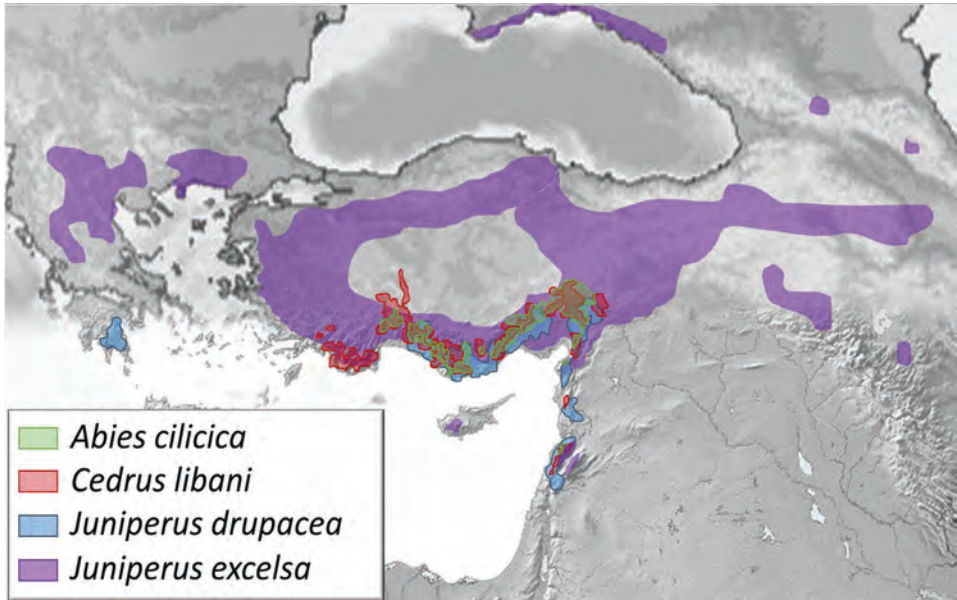 Abies cilicica
Cedrus libani
Juniperus drupacea
Juniperus excelsa